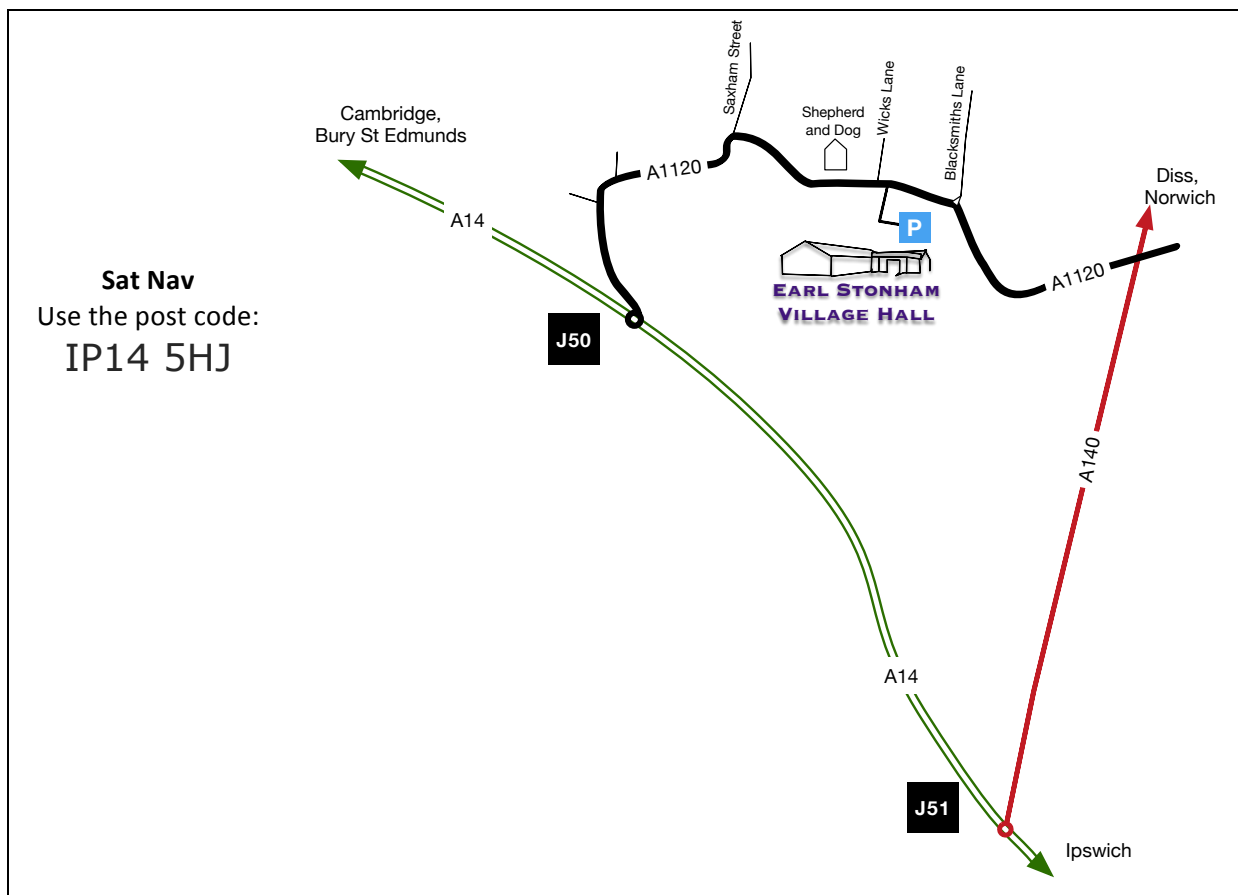 Saxham Street
Cambridge,
Bury St Edmunds
Shepherd
and Dog
Wicks Lane
Blacksmiths Lane
A1120
Diss,
Norwich
A14
P
Sat Nav
Use the post code:
IP14 5HJ
EARL STONHAM
VILLAGE HALL
A1120
J50
A140
A14
J51
Ipswich